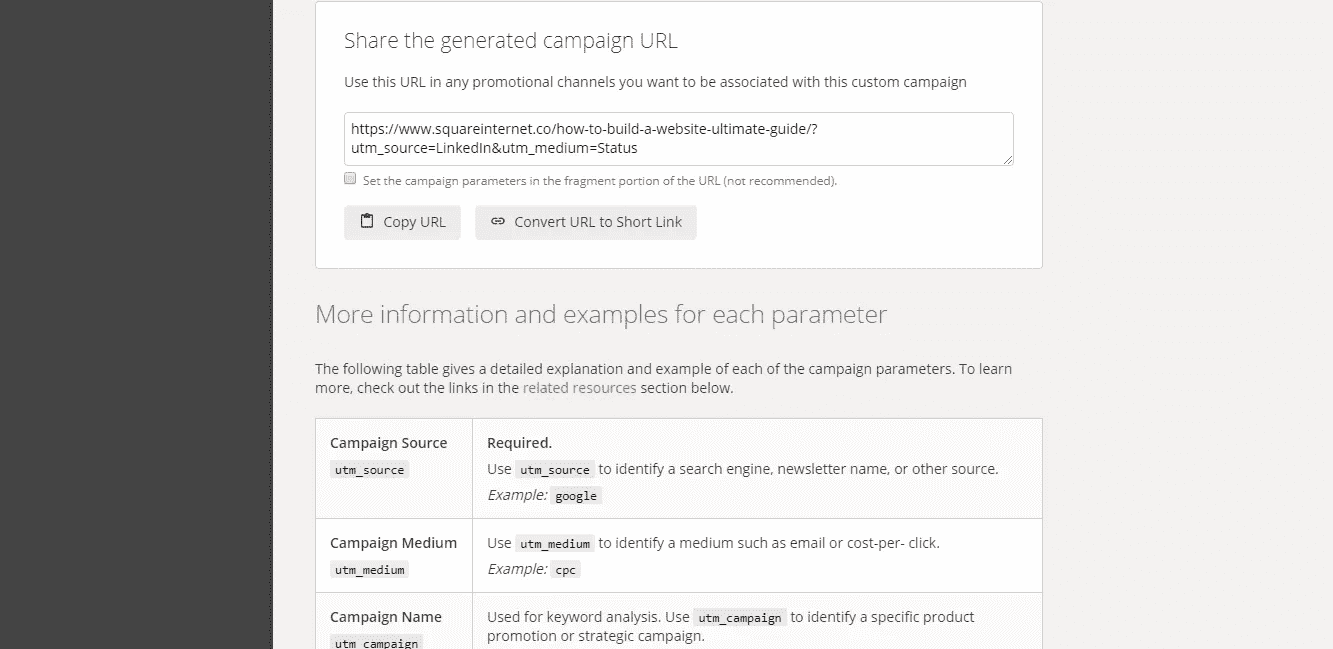 Share the generated campaign URL
Use this URL in any promotional channels you want to be associated with this custom campaign
https://www.squareinternet.co/how-to-build-a-website-ultimate-guide/?
utm_source=LinkedIn&utm_medium=Status
Set the campaign parameters in the fragment portion of the URL (not recommended).
Copy URL
Convert URL to Short Link
More information and examples for each parameter
The following table gives a detailed explanation and example of each of the campaign parameters. To learn
more, check out the links in the related resources section below.
Campaign Source
utm_source
Required.
Use utm_source to identify a search engine, newsletter name, or other source.
Example: google
Campaign Medium
utm_medium
Use utm_medium to identify a medium such as email or cost-per- click.
Example: cpc
Campaign Name
utm_campaign
Used for keyword analysis. Use utm_campaign to identify a specific product
promotion or strategic campaign.